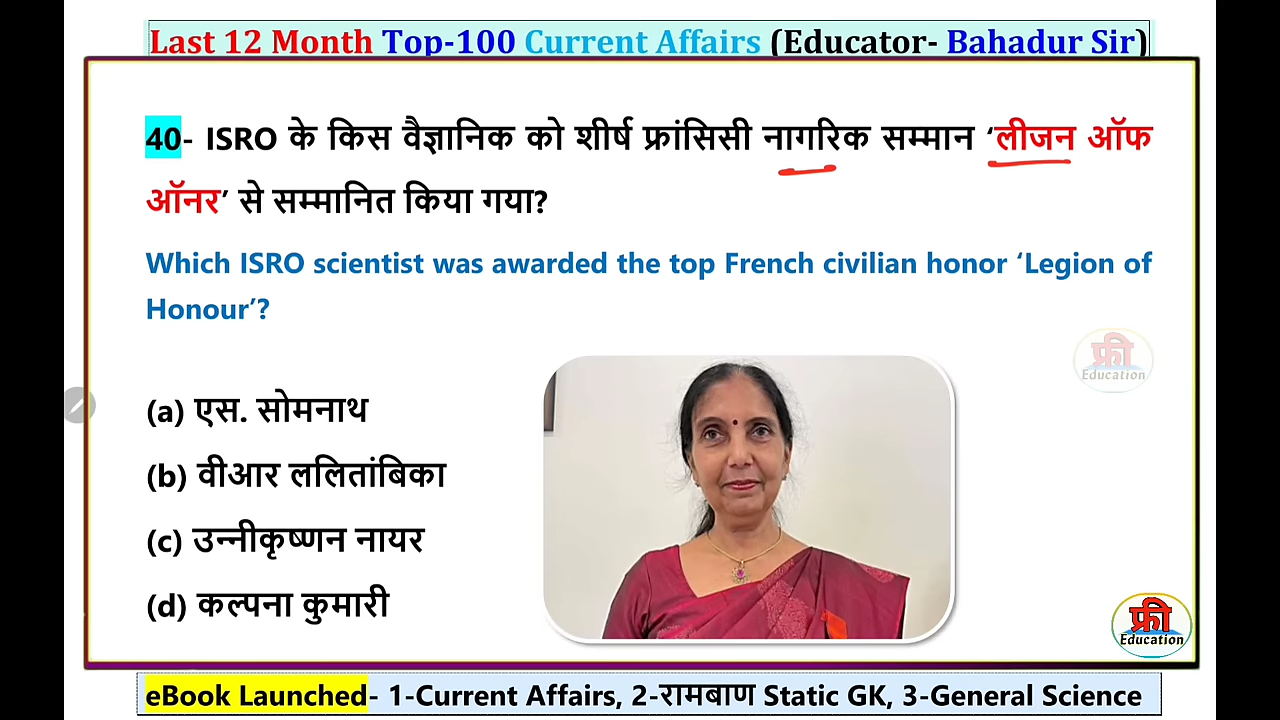 Last 12 Month Top-100 Current Affairs (Educator- Bahadur Sir)
40- ISRO के किस वैज्ञानिक को शीर्ष फ्रांसिसी नागरिक सम्मान ‘लीजन ऑफ
ऑनर’ से सम्मानित किया गया?
Which ISRO scientist was awarded the top French civilian honor ‘Legion of
Honour’?
फ्री
Education
(a) एस. सोमनाथ
(b) वीआर ललितांबिका
(c) उन्नीकृष्णन नायर
(d) कल्पना कुमारी
फ्री
Education
eBook Launched- 1-Current Affairs, 2-रामबाण Static GK, 3-General Science